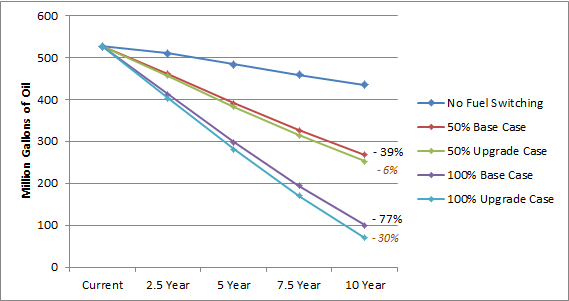 600
500
400
300
200
100
0
Million Gallons of Oil
Current
2.5 Year
5 Year
7.5 Year
10 Year
- 39%
- 6%
- 77%
- 30%
No Fuel Switching
50% Base Case
50% Upgrade Case
100% Base Case
100% Upgrade Case